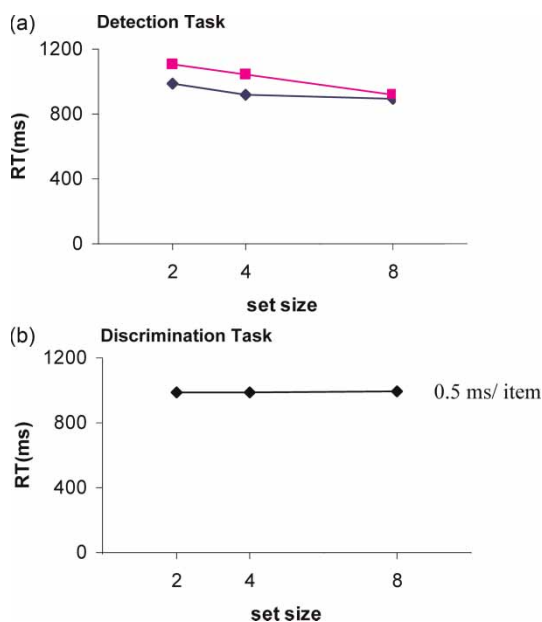 (a) Detection Task
1200
800
400
0
RT(ms)
2 4 8
set size
(b) Discrimination Task
1200
800
400
0
RT(ms)
0.5 ms/ item
2 4 8
set size